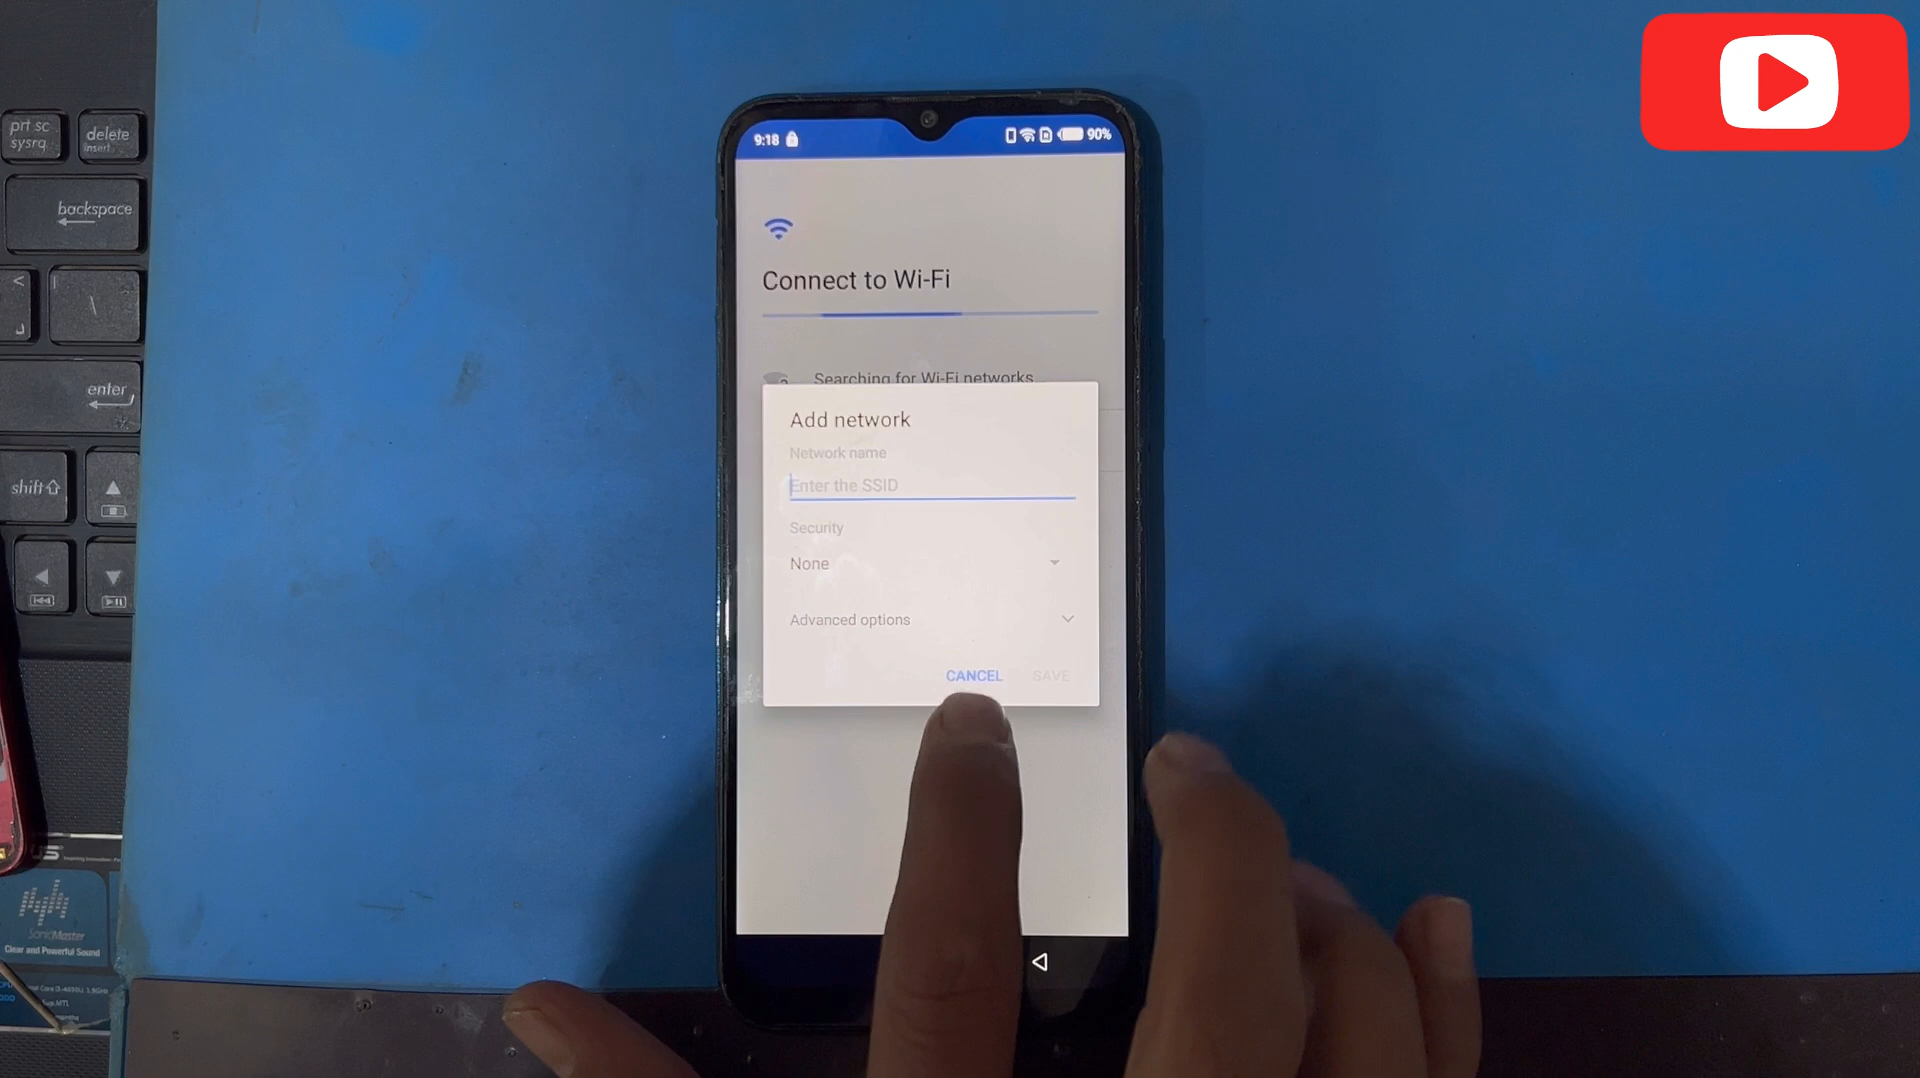 prt sc
sysrq
delete
insert
backspace
<
\
enter
shift
9:18
90%
Connect to Wi-Fi
Searching for Wi-Fi networks
Add network
Network name
Enter the SSID
Security
None
Advanced options
CANCEL
SAVE
SonicMaster
Clear and Powerful Sound